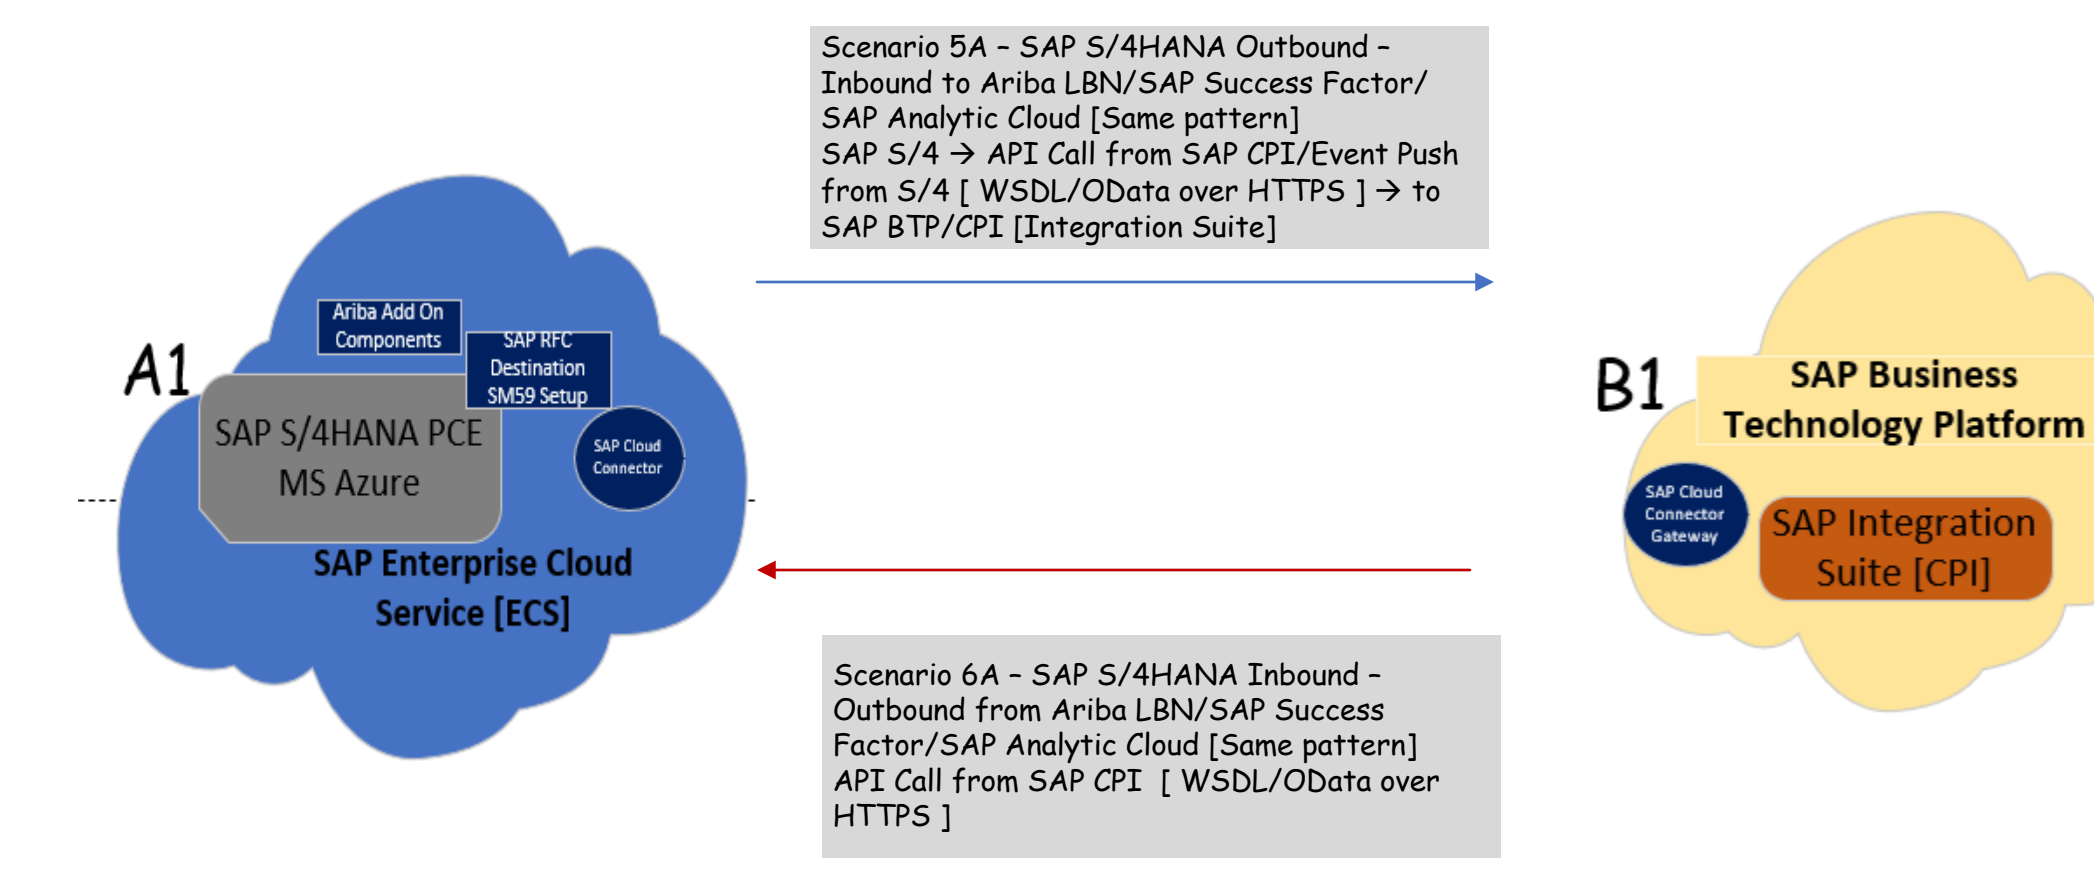 Scenario 5A – SAP S/4HANA Outbound –
Inbound to Ariba LBN/SAP Success Factor/
SAP Analytic Cloud [Same pattern]
SAP S/4 → API Call from SAP CPI/Event Push
from S/4 [ WSDL/OData over HTTPS ] → to
SAP BTP/CPI [Integration Suite]
A1
Ariba Add On
Components
SAP RFC
Destination
SM59 Setup
SAP S/4HANA PCE
MS Azure
SAP Cloud
Connector
SAP Enterprise Cloud
Service [ECS]
B1
SAP Business
Technology Platform
SAP Cloud
Connector
Gateway
SAP Integration
Suite [CPI]
Scenario 6A – SAP S/4HANA Inbound –
Outbound from Ariba LBN/SAP Success
Factor/SAP Analytic Cloud [Same pattern]
API Call from SAP CPI  [ WSDL/OData over
HTTPS ]